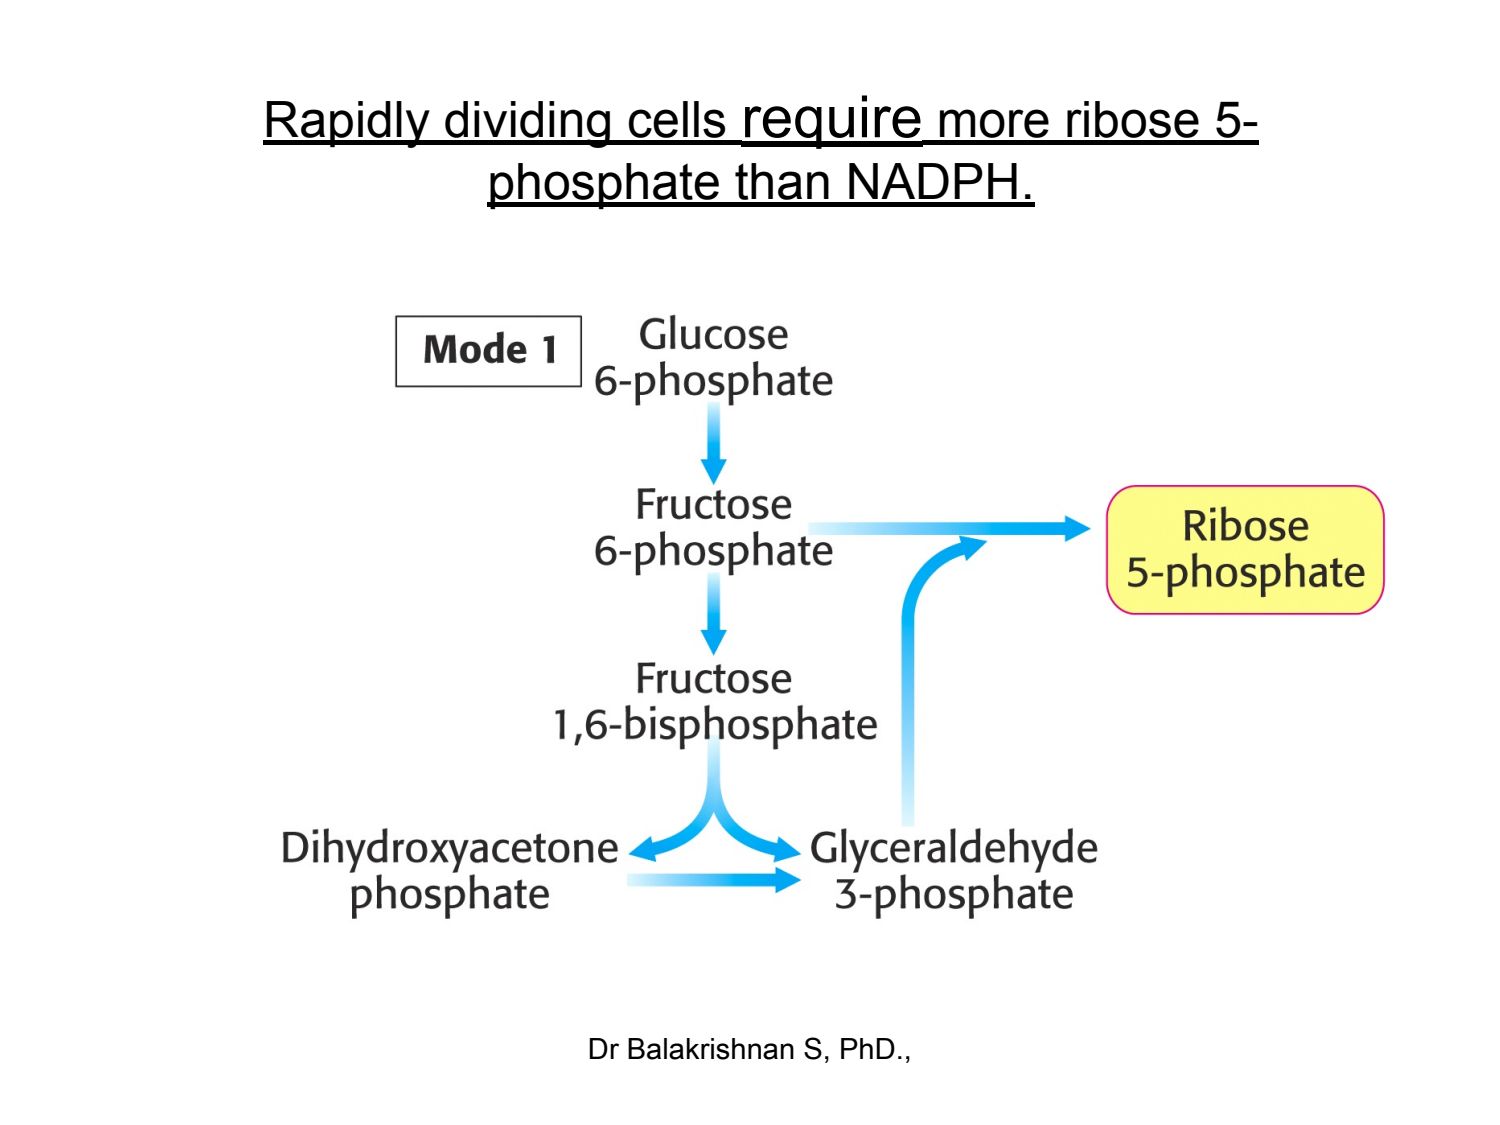 Rapidly dividing cells require more ribose 5-
phosphate than NADPH.
Mode 1
Glucose
6-phosphate
Fructose
6-phosphate
Ribose
5-phosphate
Fructose
1,6-bisphosphate
Dihydroxyacetone
phosphate
Glyceraldehyde
3-phosphate
Dr Balakrishnan S, PhD.,